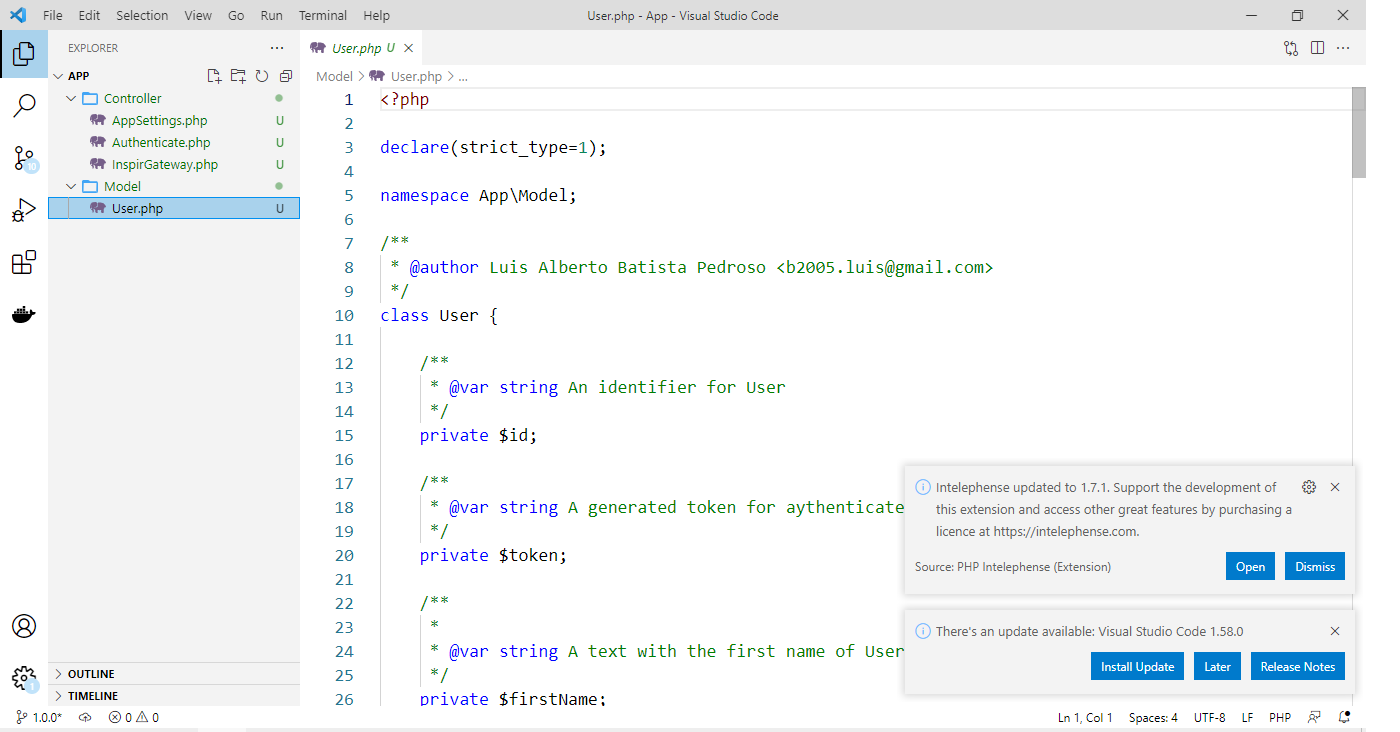 File Edit Selection View Go Run Terminal Help
User.php - App - Visual Studio Code
EXPLORER
APP
Controller
AppSettings.php U
Authenticate.php U
InspirGateway.php U
Model
User.php U
OUTLINE
TIMELINE
10
1
User.php U
Model > User.php > ...
1 <?php
2
3 declare(strict_type=1);
4
5 namespace App\Model;
6
7 /**
8 * @author Luis Alberto Batista Pedroso <b2005.luis@gmail.com>
9 */
10 class User {
11
12 /**
13 * @var string An identifier for User
14 */
15 private $id;
16
17 /**
18 * @var string A generated token for aythenticate
19 */
20 private $token;
21
22 /**
23 *
24 * @var string A text with the first name of User
25 */
26 private $firstName;
Intelephense updated to 1.7.1. Support the development of
this extension and access other great features by purchasing a
licence at https://intelephense.com.
Source: PHP Intelephense (Extension)
Open Dismiss
There's an update available: Visual Studio Code 1.58.0
Install Update Later Release Notes
1.0.0* 0 0 Ln 1, Col 1 Spaces: 4 UTF-8 LF PHP